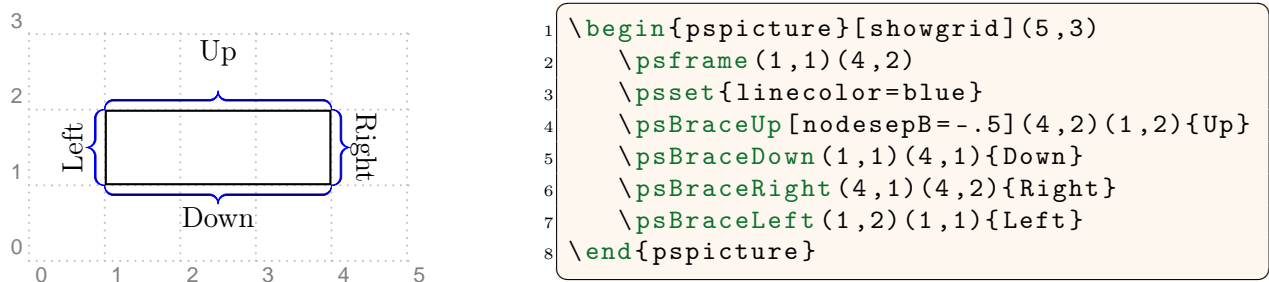 3
Up
2
Left
Right
1
Down
0
0 1 2 3 4 5
1 \begin{pspicture}[showgrid](5,3)
2 \psframe(1,1)(4,2)
3 \psset{linecolor=blue}
4 \psBraceUp[nodesepB=-.5](4,2)(1,2){Up}
5 \psBraceDown(1,1)(4,1){Down}
6 \psBraceRight(4,1)(4,2){Right}
7 \psBraceLeft(1,2)(1,1){Left}
8 \end{pspicture}